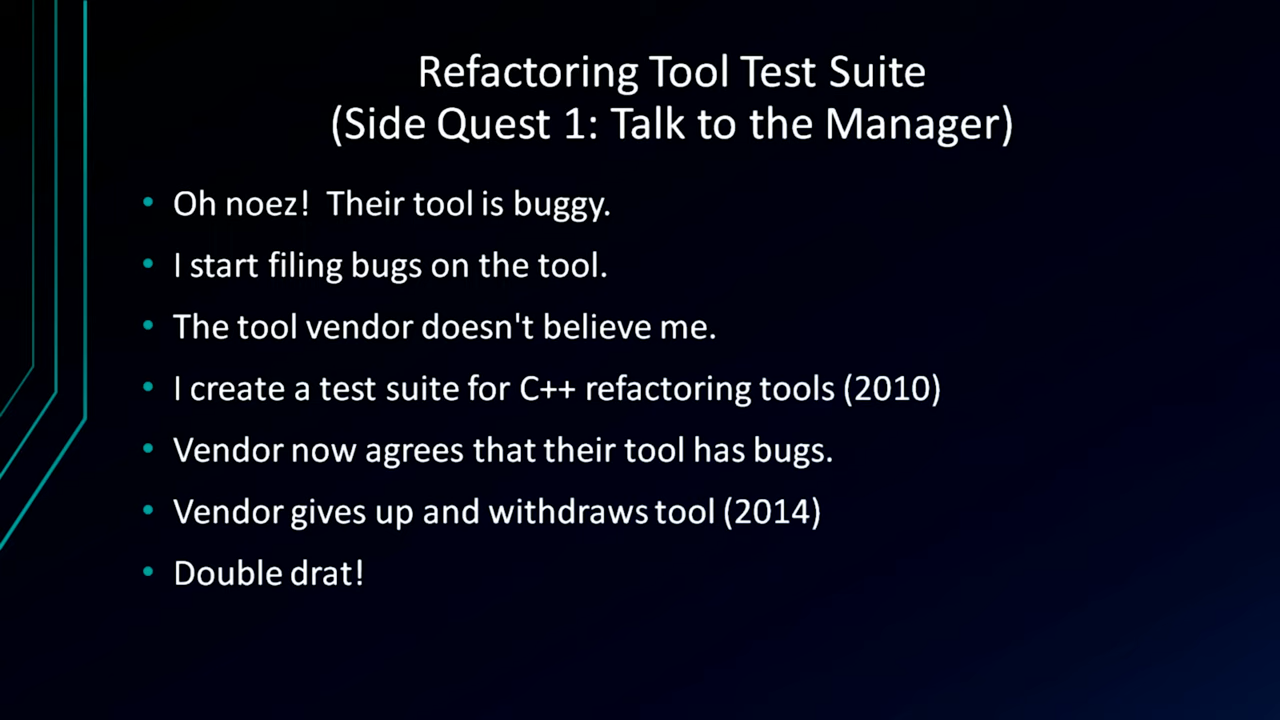 Refactoring Tool Test Suite
(Side Quest 1: Talk to the Manager)
• Oh noez!  Their tool is buggy.
• I start filing bugs on the tool.
• The tool vendor doesn't believe me.
• I create a test suite for C++ refactoring tools (2010)
• Vendor now agrees that their tool has bugs.
• Vendor gives up and withdraws tool (2014)
• Double drat!